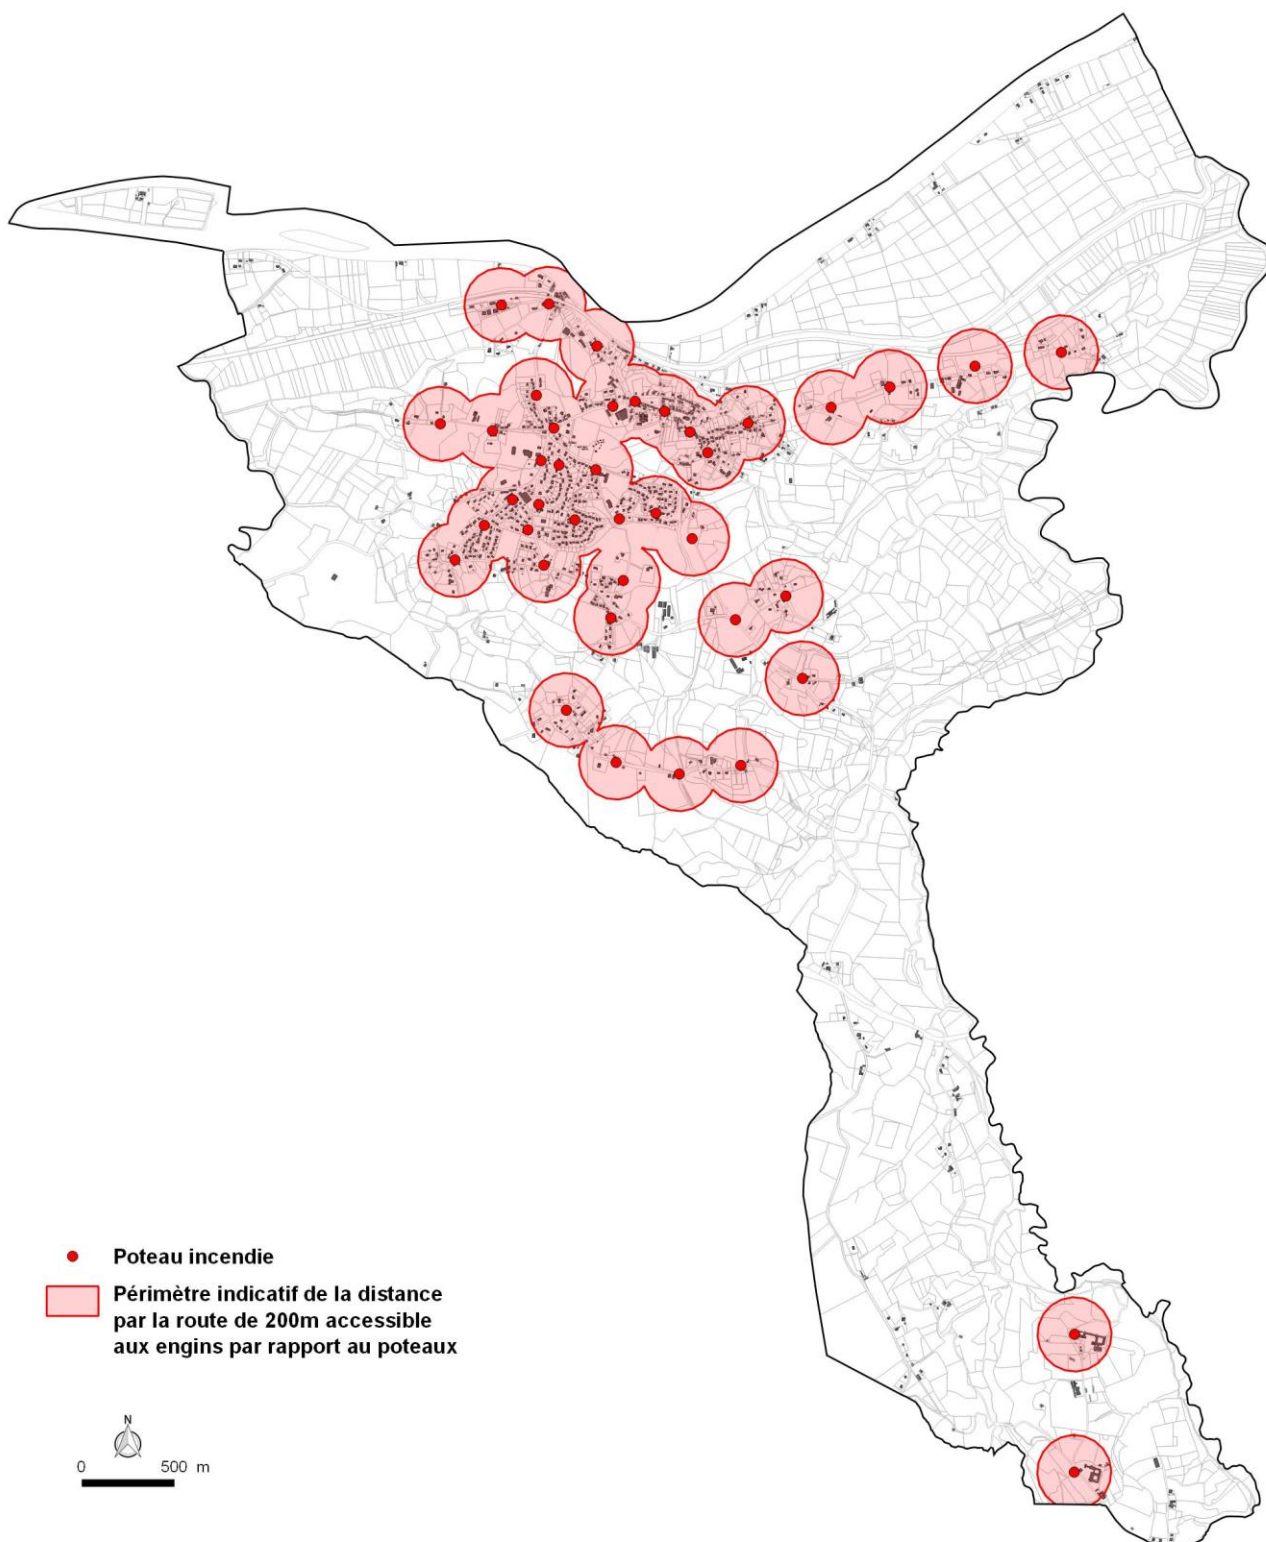 Poteau incendie
Périmètre indicatif de la distance
par la route de 200m accessible
aux engins par rapport au poteaux
N
0 500 m